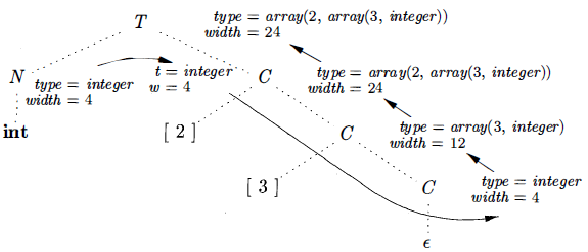 T
type = array(2, array(3, integer))
width = 24
N
type = integer
width = 4
t = integer
w = 4
C
type = array(2, array(3, integer))
width = 24
int
[ 2 ]
C
type = array(3, integer)
width = 12
[ 3 ]
C
type = integer
width = 4
ϵ